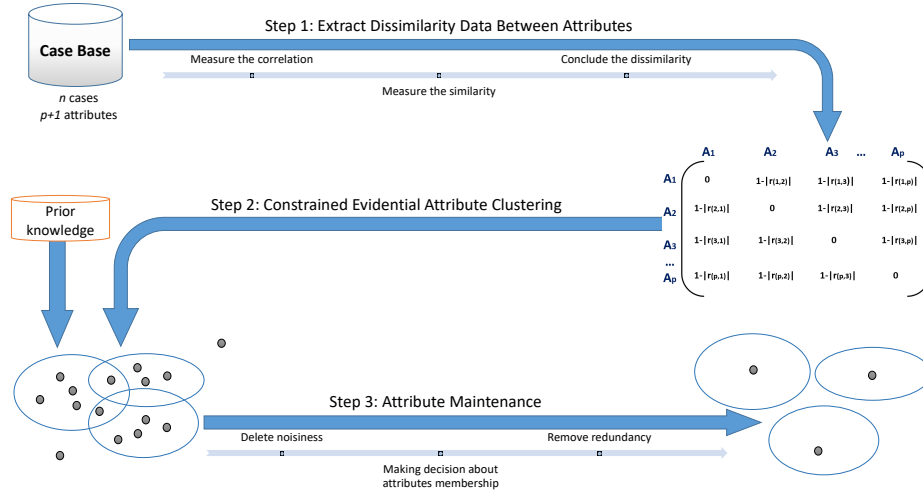 Step 1: Extract Dissimilarity Data Between Attributes
Case Base
Measure the correlation
Conclude the dissimilarity
Measure the similarity
n cases
p+1 attributes
A1 A2 A3 ... Ap
A1 0 1-|r(1,2)| 1-|r(1,3)| 1-|r(1,p)|
A2 1-|r(2,1)| 0 1-|r(2,3)| 1-|r(2,p)|
A3 1-|r(3,1)| 1-|r(3,2)| 0 1-|r(3,p)|
...
Ap 1-|r(p,1)| 1-|r(p,2)| 1-|r(p,3)| 0
Step 2: Constrained Evidential Attribute Clustering
Prior
knowledge
Step 3: Attribute Maintenance
Delete noisiness
Remove redundancy
Making decision about
attributes membership